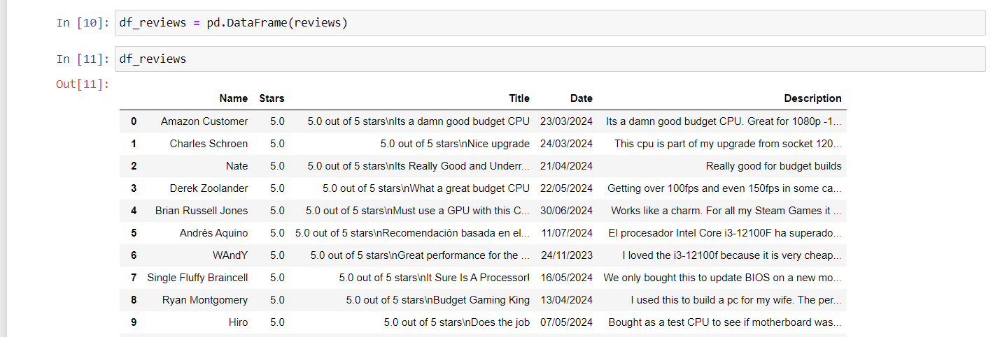 In [10]: df_reviews = pd.DataFrame(reviews)
In [11]: df_reviews
Out[11]:
Name Stars Title Date Description
0 Amazon Customer 5.0 5.0 out of 5 stars\nIts a damn good budget CPU 23/03/2024 Its a damn good budget CPU. Great for 1080p -1...
1 Charles Schroen 5.0 5.0 out of 5 stars\nNice upgrade 24/03/2024 This cpu is part of my upgrade from socket 120...
2 Nate 5.0 5.0 out of 5 stars\nIts Really Good and Underr... 21/04/2024 Really good for budget builds
3 Derek Zoolander 5.0 5.0 out of 5 stars\nWhat a great budget CPU 22/05/2024 Getting over 100fps and even 150fps in some ca...
4 Brian Russell Jones 5.0 5.0 out of 5 stars\nMust use a GPU with this C... 30/06/2024 Works like a charm. For all my Steam Games it ...
5 Andrés Aquino 5.0 5.0 out of 5 stars\nRecomendación basada en el... 11/07/2024 El procesador Intel Core i3-12100F ha superado...
6 WAndY 5.0 5.0 out of 5 stars\nGreat performance for the ... 24/11/2023 I loved the i3-12100f because it is very cheap...
7 Single Fluffy Braincell 5.0 5.0 out of 5 stars\nIt Sure Is A Processor! 16/05/2024 We only bought this to update BIOS on a new mo...
8 Ryan Montgomery 5.0 5.0 out of 5 stars\nBudget Gaming King 13/04/2024 I used this to build a pc for my wife. The per...
9 Hiro 5.0 5.0 out of 5 stars\nDoes the job 07/05/2024 Bought as a test CPU to see if motherboard was...